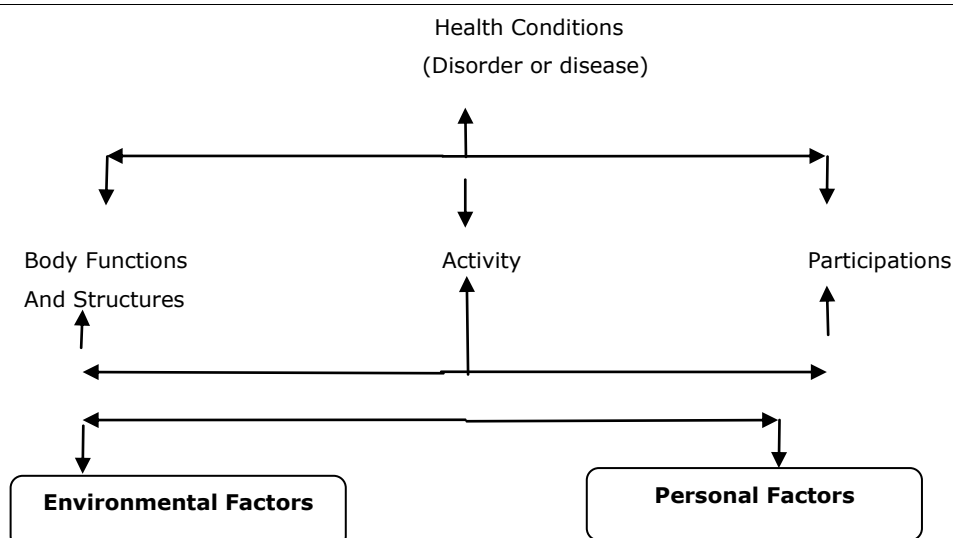 Health Conditions
(Disorder or disease)
Body Functions
And Structures
Activity
Participations
Environmental Factors
Personal Factors